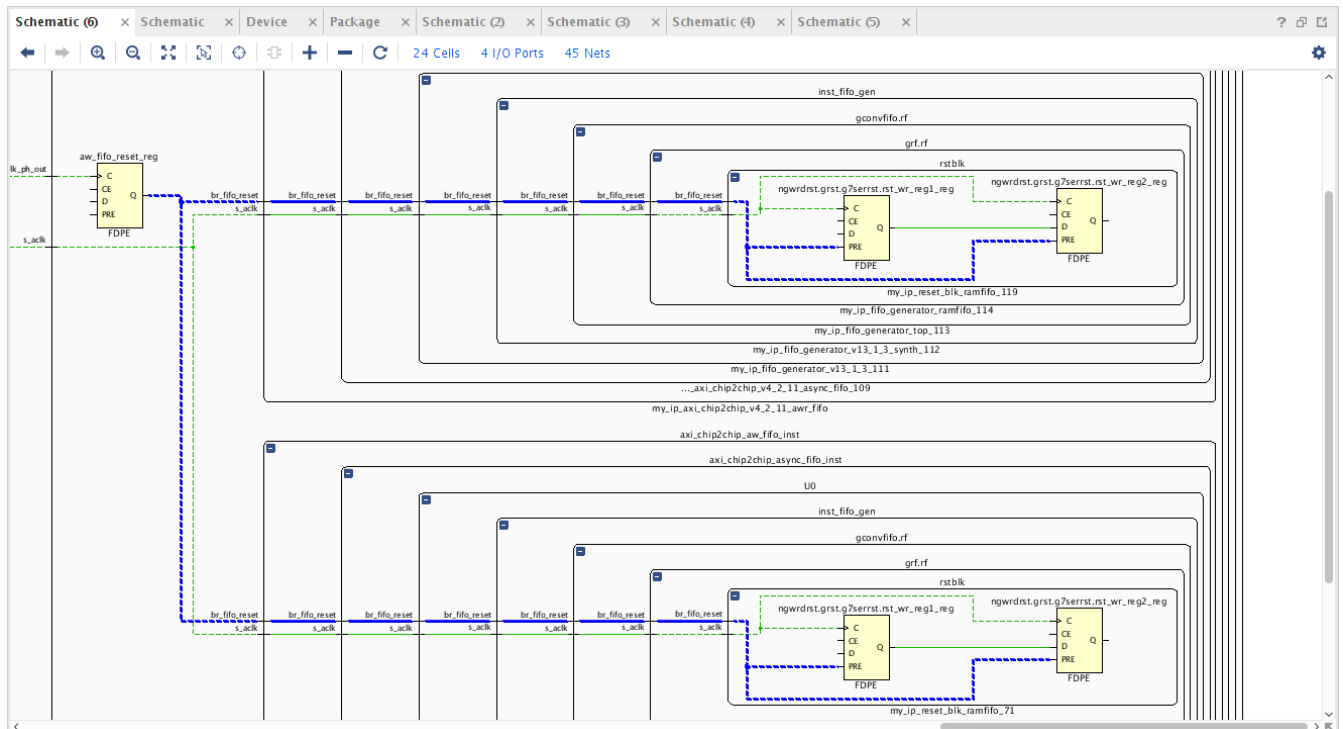 Schematic (6) × Schematic × Device × Package × Schematic (2) × Schematic (3) × Schematic (4) × Schematic (5) × ?
24 Cells 4 I/O Ports 45 Nets
inst_fifo_gen
gconvfifo.rf
grf.rf
rstblk
aw_fifo_reset_reg
lk_ph_out
C
CE
D
PRE
Q
FDPE
s_aclk
br_fifo_reset br_fifo_reset br_fifo_reset br_fifo_reset br_fifo_reset br_fifo_reset br_fifo_reset
s_aclk s_aclk s_aclk s_aclk s_aclk s_aclk s_aclk
ngwrdrst.grst.g7serrst.rst_wr_reg1_reg
C
CE
D
PRE
Q
FDPE
ngwrdrst.grst.g7serrst.rst_wr_reg2_reg
C
CE
D
PRE
Q
FDPE
my_ip_reset_blk_ramfifo_119
my_ip_fifo_generator_ramfifo_114
my_ip_fifo_generator_top_113
my_ip_fifo_generator_v13_1_3_synth_112
my_ip_fifo_generator_v13_1_3_111
..._axi_chip2chip_v4_2_11_async_fifo_109
my_ip_axi_chip2chip_v4_2_11_awr_fifo
axi_chip2chip_aw_fifo_inst
axi_chip2chip_async_fifo_inst
U0
inst_fifo_gen
gconvfifo.rf
grf.rf
rstblk
br_fifo_reset br_fifo_reset br_fifo_reset br_fifo_reset br_fifo_reset br_fifo_reset br_fifo_reset
s_aclk s_aclk s_aclk s_aclk s_aclk s_aclk s_aclk
ngwrdrst.grst.g7serrst.rst_wr_reg1_reg
C
CE
D
PRE
Q
FDPE
ngwrdrst.grst.g7serrst.rst_wr_reg2_reg
C
CE
D
PRE
Q
FDPE
my_ip_reset_blk_ramfifo_71